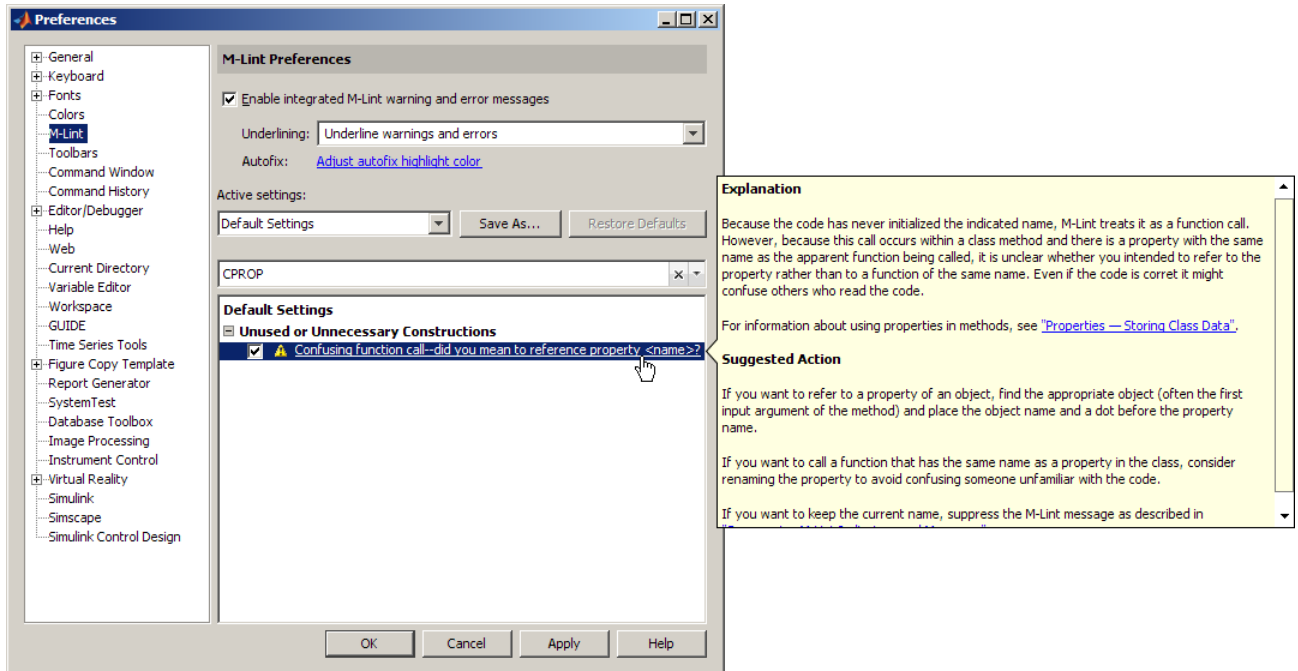 Preferences
General
Keyboard
Fonts
Colors
M-Lint
Toolbars
Command Window
Command History
Editor/Debugger
Help
Web
Current Directory
Variable Editor
Workspace
GUIDE
Time Series Tools
Figure Copy Template
Report Generator
SystemTest
Database Toolbox
Image Processing
Instrument Control
Virtual Reality
Simulink
Simscape
Simulink Control Design
M-Lint Preferences
Enable integrated M-Lint warning and error messages
Underlining: Underline warnings and errors
Autofix: Adjust autofix highlight color
Active settings:
Default Settings Save As... Restore Defaults
CPROP
Default Settings
Unused or Unnecessary Constructions
Confusing function call--did you mean to reference property <name>?
OK Cancel Apply Help
Explanation
Because the code has never initialized the indicated name, M-Lint treats it as a function call.
However, because this call occurs within a class method and there is a property with the same
name as the apparent function being called, it is unclear whether you intended to refer to the
property rather than to a function of the same name. Even if the code is corret it might
confuse others who read the code.
For information about using properties in methods, see "Properties — Storing Class Data".
Suggested Action
If you want to refer to a property of an object, find the appropriate object (often the first
input argument of the method) and place the object name and a dot before the property
name.
If you want to call a function that has the same name as a property in the class, consider
renaming the property to avoid confusing someone unfamiliar with the code.
If you want to keep the current name, suppress the M-Lint message as described in